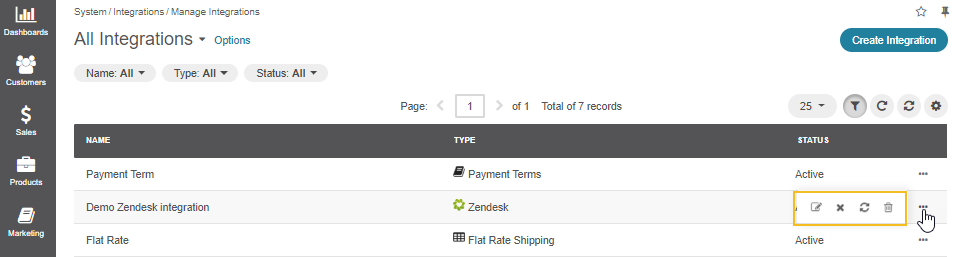 System / Integrations / Manage Integrations
All Integrations Options
Create Integration
Name: All Type: All Status: All
Page: 1 of 1 Total of 7 records 25
NAME TYPE STATUS
Payment Term Payment Terms Active
Demo Zendesk integration Zendesk
Flat Rate Flat Rate Shipping Active
Dashboards
Customers
Sales
Products
Marketing